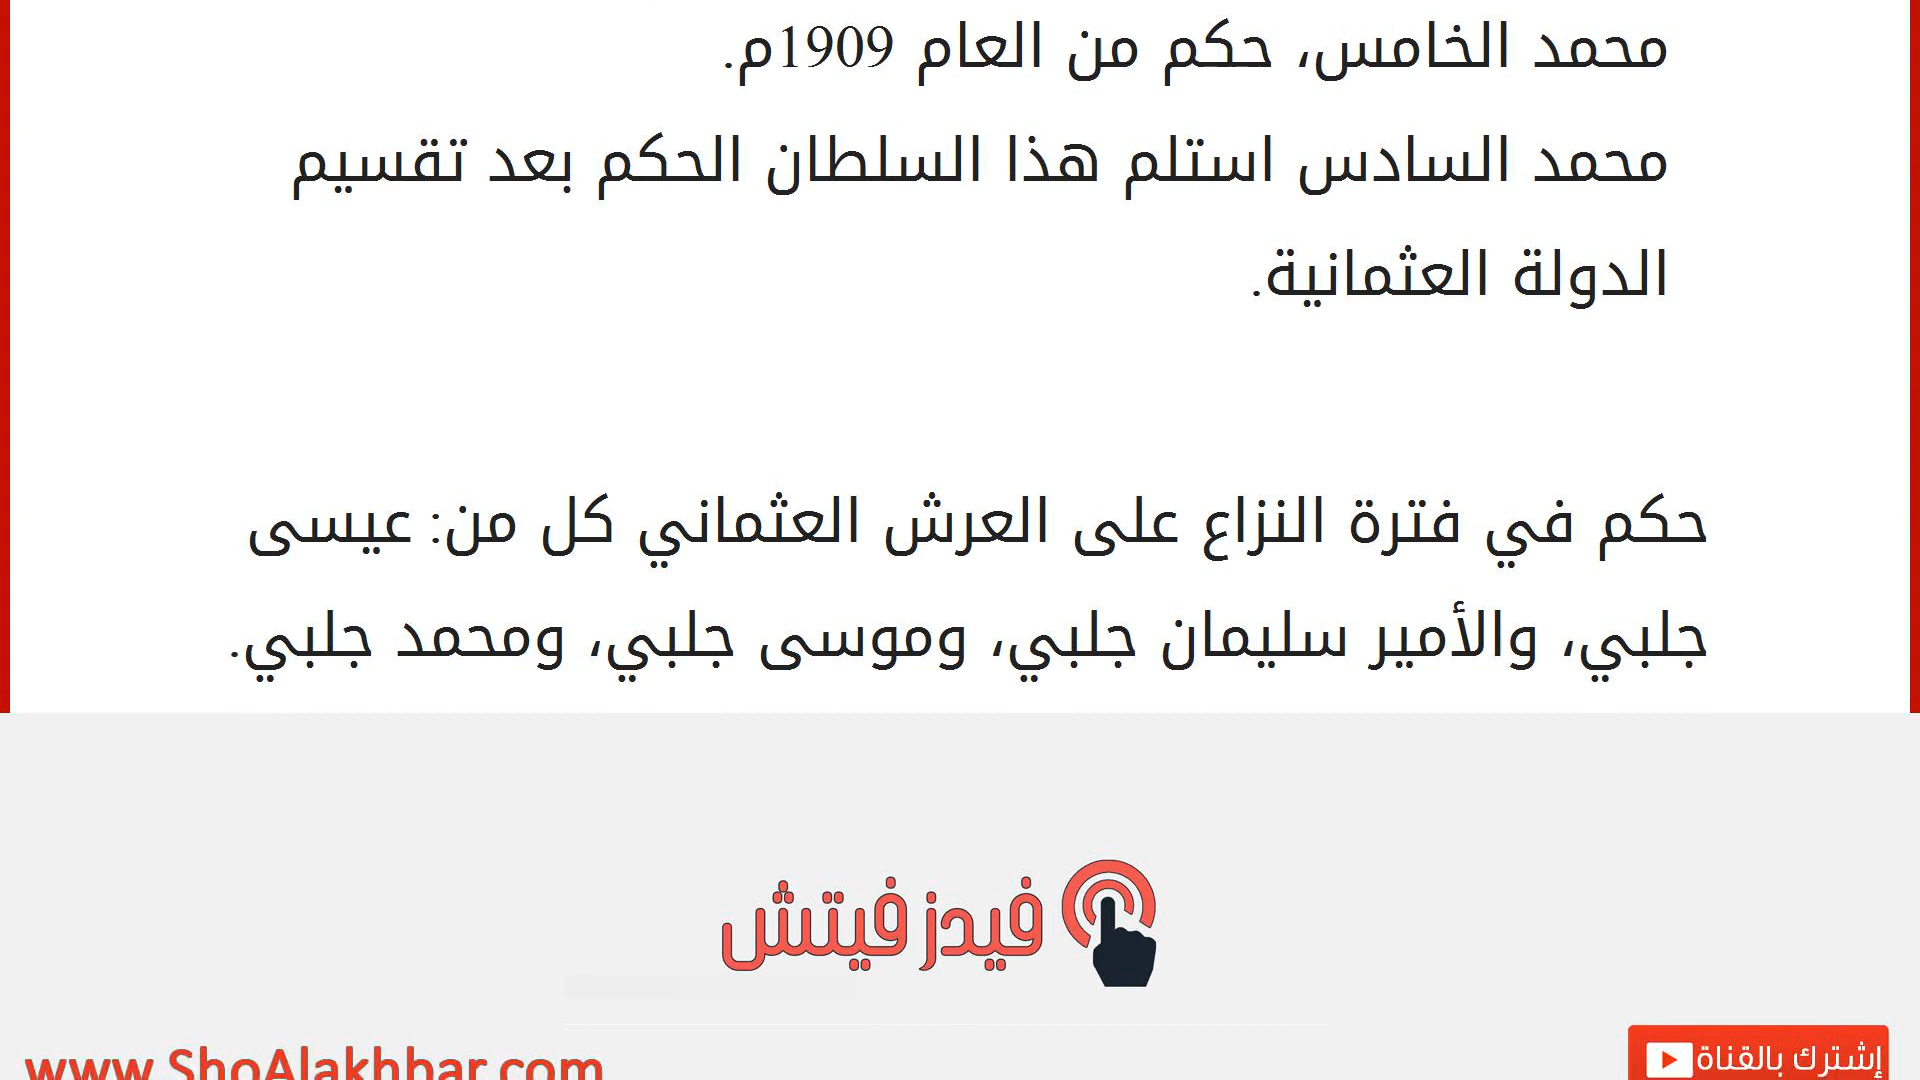 محمد الخامس، حكم من العام 1909م.
محمد السادس استلم هذا السلطان الحكم بعد تقسيم
الدولة العثمانية.
حكم في فترة النزاع على العرش العثماني كل من: عيسى
جلبي، والأمير سليمان جلبي، وموسى جلبي، ومحمد جلبي.
فيدز فيتش
www.ShoAlakhbar.com
إشترك بالقناة